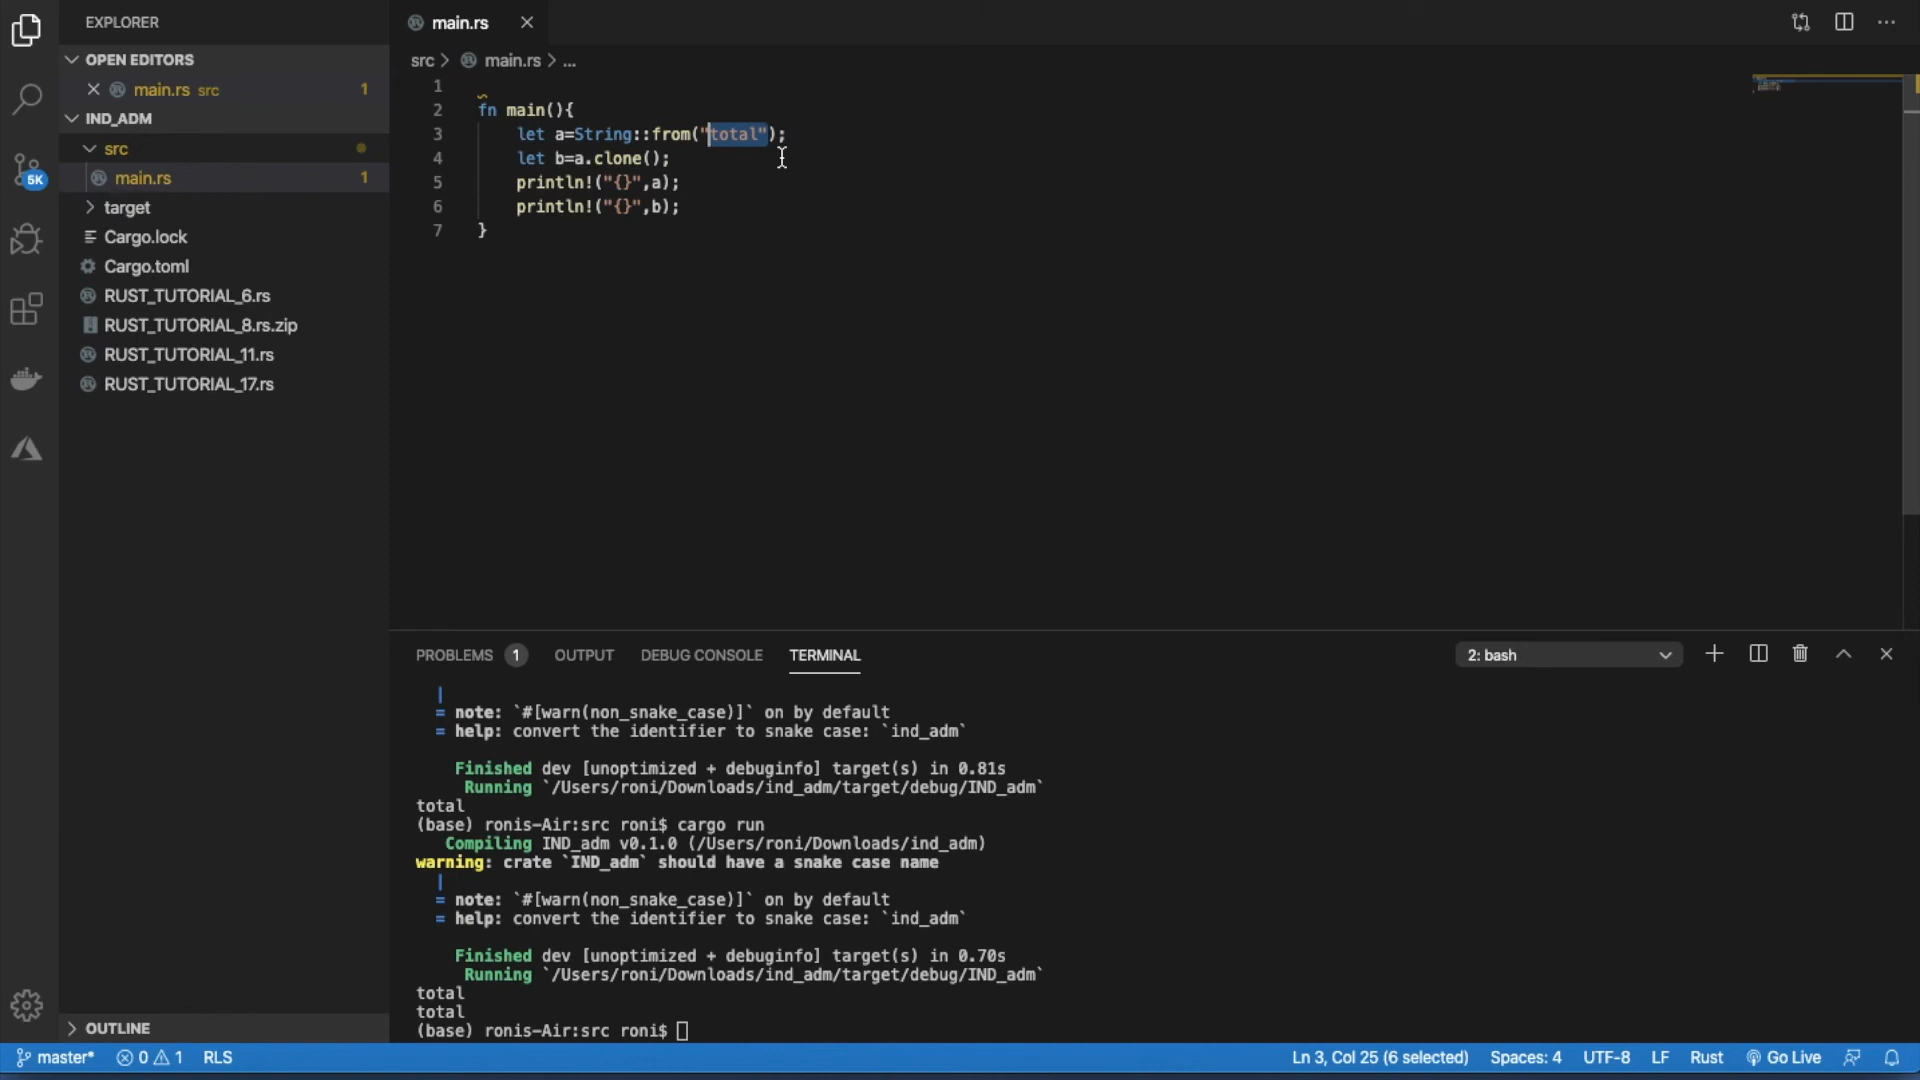 EXPLORER
OPEN EDITORS
main.rs src 1
IND_ADM
src
main.rs 1
target
Cargo.lock
Cargo.toml
RUST_TUTORIAL_6.rs
RUST_TUTORIAL_8.rs.zip
RUST_TUTORIAL_11.rs
RUST_TUTORIAL_17.rs
5K
OUTLINE
main.rs
src > main.rs > ...
1
2 fn main(){
3 let a=String::from("total");
4 let b=a.clone();
5 println!("{}",a);
6 println!("{}",b);
7 }
PROBLEMS 1 OUTPUT DEBUG CONSOLE TERMINAL 2: bash
|
= note: `#[warn(non_snake_case)]` on by default
= help: convert the identifier to snake case: `ind_adm`
Finished dev [unoptimized + debuginfo] target(s) in 0.81s
Running `/Users/roni/Downloads/ind_adm/target/debug/IND_adm`
total
(base) ronis-Air:src roni$ cargo run
Compiling IND_adm v0.1.0 (/Users/roni/Downloads/ind_adm)
warning: crate `IND_adm` should have a snake case name
|
= note: `#[warn(non_snake_case)]` on by default
= help: convert the identifier to snake case: `ind_adm`
Finished dev [unoptimized + debuginfo] target(s) in 0.70s
Running `/Users/roni/Downloads/ind_adm/target/debug/IND_adm`
total
total
(base) ronis-Air:src roni$
master* 0 1 RLS Ln 3, Col 25 (6 selected) Spaces: 4 UTF-8 LF Rust Go Live